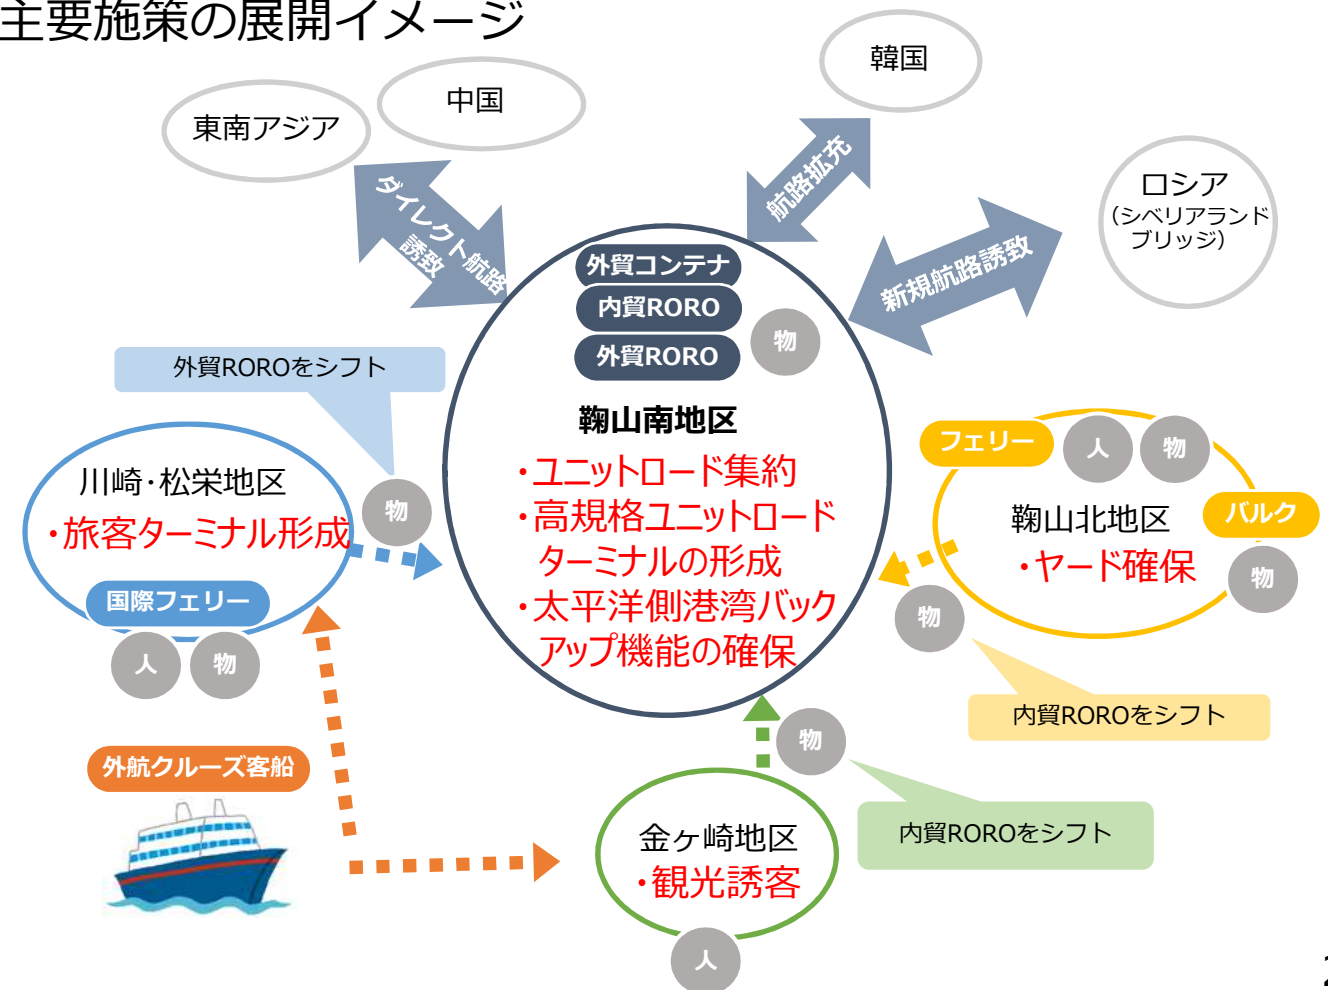 主要施策の展開イメージ
韓国
中国
東南アジア
ロシア
（シベリアランド
ブリッジ）
航路拡充
ダイレクト航路
誘致
新規航路誘致
外貿コンテナ
内貿RORO
外貿RORO
物
鞠山南地区
・ユニットロード集約
・高規格ユニットロード
ターミナルの形成
・太平洋側港湾バック
アップ機能の確保
外貿ROROをシフト
川崎・松栄地区
・旅客ターミナル形成
物
国際フェリー
人
物
フェリー
人
物
鞠山北地区
・ヤード確保
バルク
物
物
内貿ROROをシフト
外航クルーズ客船
物
内貿ROROをシフト
金ヶ崎地区
・観光誘客
人